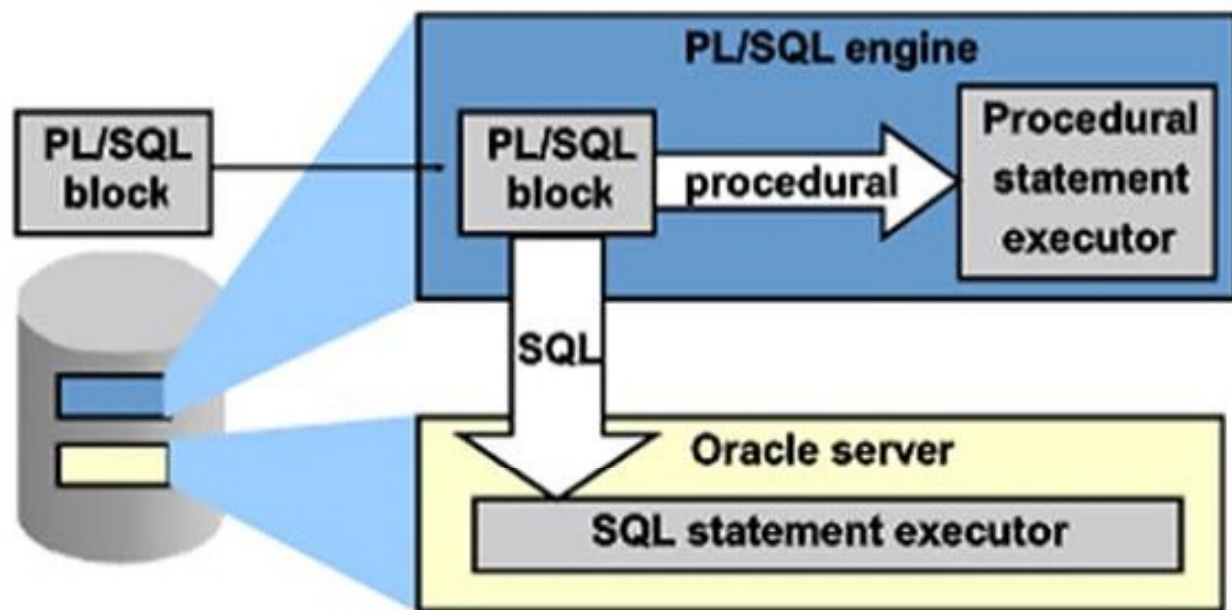 PL/SQL engine
PL/SQL
block
PL/SQL
block
procedural
Procedural
statement
executor
SQL
Oracle server
SQL statement executor